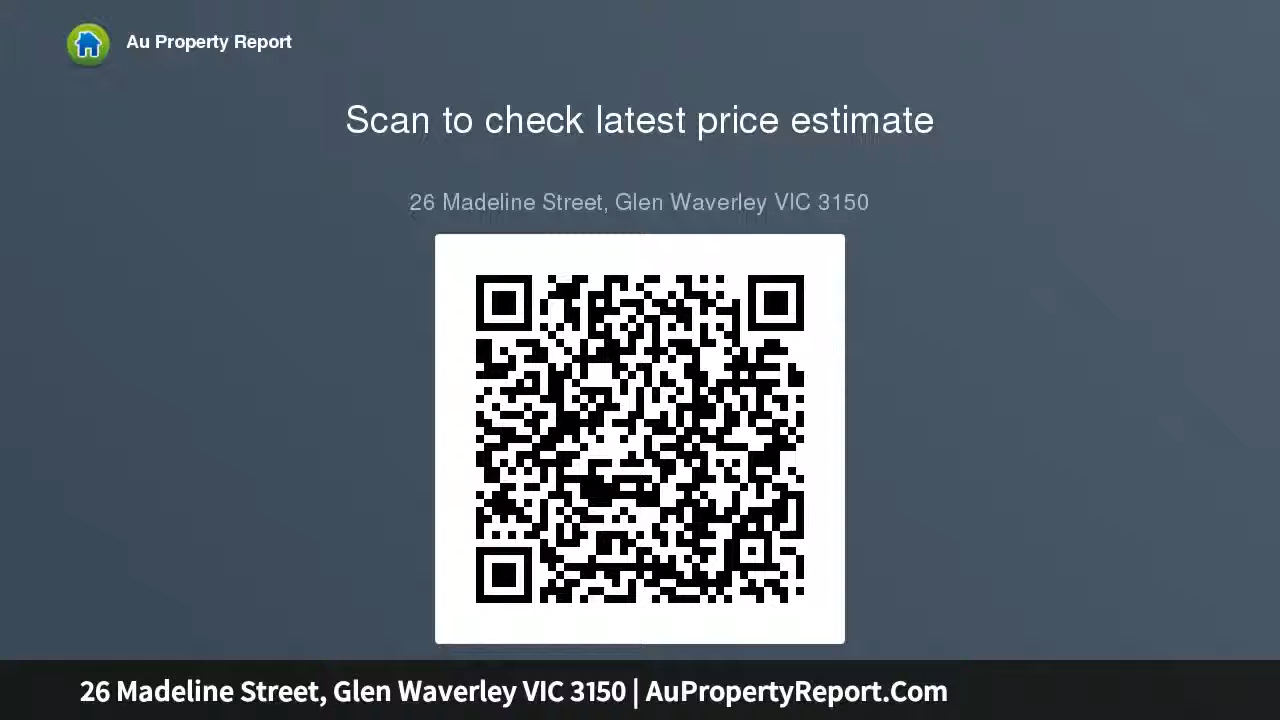 Au Property Report
Scan to check latest price estimate
26 Madeline Street, Glen Waverley VIC 3150
26 Madeline Street, Glen Waverley VIC 3150 | AuPropertyReport.Com